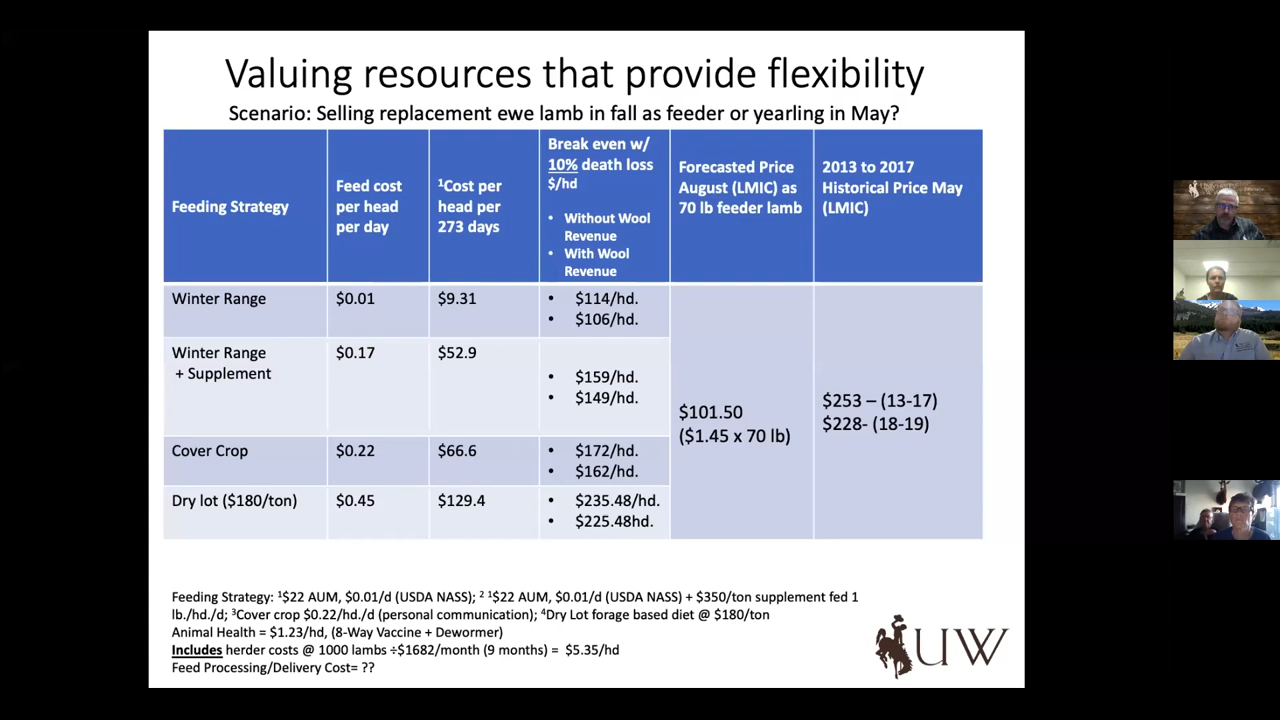 Valuing resources that provide flexibility
Scenario: Selling replacement ewe lamb in fall as feeder or yearling in May?
Feeding Strategy
Feed cost
per head
per day
¹Cost per
head per
273 days
Break even w/
10% death loss
$/hd
• Without Wool
Revenue
• With Wool
Revenue
Forecasted Price
August (LMIC) as
70 lb feeder lamb
2013 to 2017
Historical Price May
(LMIC)
Winter Range
$0.01
$9.31
• $114/hd.
• $106/hd.
Winter Range
+ Supplement
$0.17
$52.9
• $159/hd.
• $149/hd.
Cover Crop
$0.22
$66.6
• $172/hd.
• $162/hd.
Dry lot ($180/ton)
$0.45
$129.4
• $235.48/hd.
• $225.48hd.
$101.50
($1.45 x 70 lb)
$253 – (13-17)
$228- (18-19)
Feeding Strategy: ¹$22 AUM, $0.01/d (USDA NASS); ² ¹$22 AUM, $0.01/d (USDA NASS) + $350/ton supplement fed 1
lb./hd./d; ³Cover crop $0.22/hd./d (personal communication); ⁴Dry Lot forage based diet @ $180/ton
Animal Health = $1.23/hd, (8-Way Vaccine + Dewormer)
Includes herder costs @ 1000 lambs ÷$1682/month (9 months) = $5.35/hd
Feed Processing/Delivery Cost= ??
UW